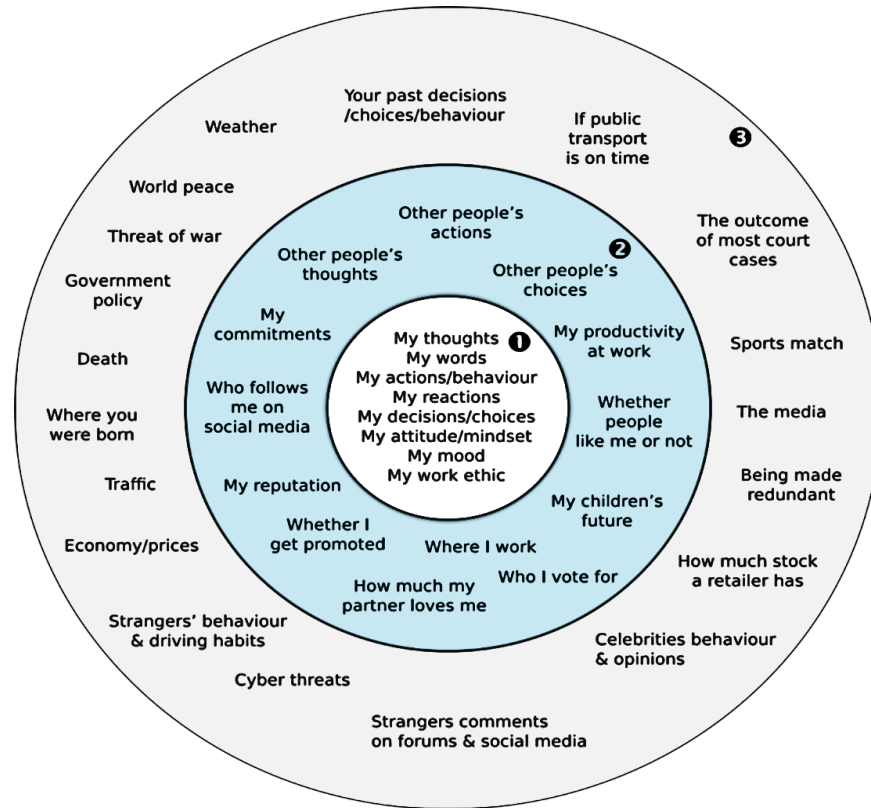 Your past decisions
/choices/behaviour
Weather
If public
transport
is on time
❸
World peace
Threat of war
Government
policy
Death
Where you
were born
Traffic
Economy/prices
Strangers’ behaviour
& driving habits
Cyber threats
Strangers comments
on forums & social media
The outcome
of most court
cases
Sports match
The media
Being made
redundant
How much stock
a retailer has
Celebrities behaviour
& opinions
Other people’s
actions
❷
Other people’s
thoughts
Other people’s
choices
My
commitments
My productivity
at work
Who follows
me on
social media
Whether
people
like me or not
My reputation
My children’s
future
Whether I
get promoted
Where I work
Who I vote for
How much my
partner loves me
My thoughts ❶
My words
My actions/behaviour
My reactions
My decisions/choices
My attitude/mindset
My mood
My work ethic